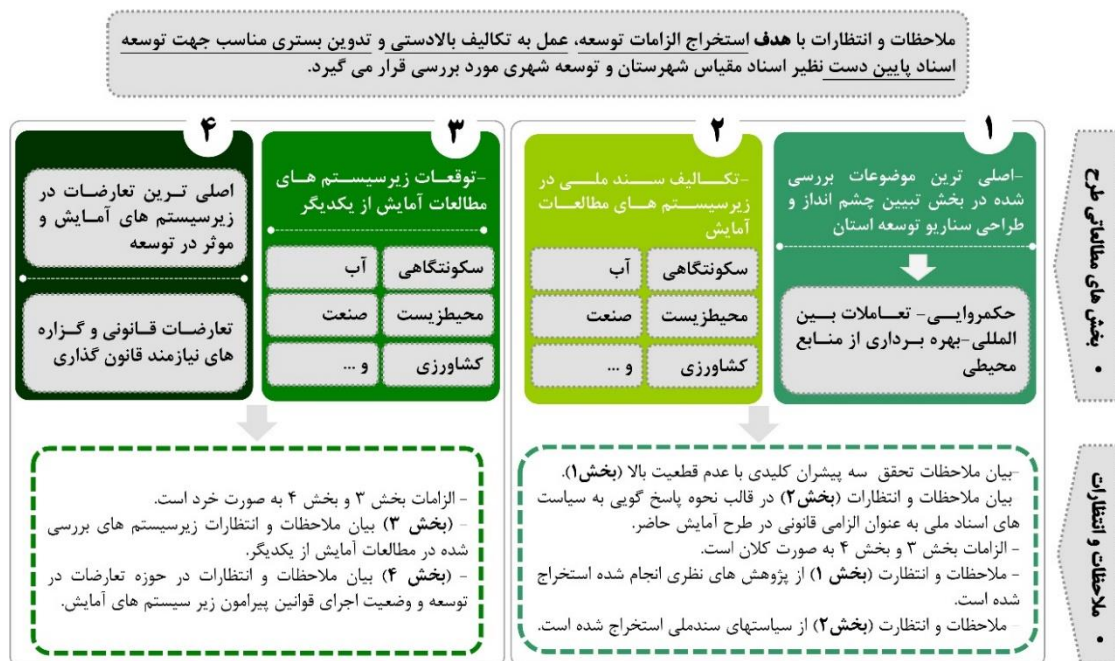 ملاحظات و انتظارات با هدف استخراج الزامات توسعه، عمل به تکالیف بالادستی و تدوین بستری مناسب جهت توسعه
اسناد پایین دست نظیر اسناد مقیاس شهرستان و توسعه شهری مورد بررسی قرار می گیرد.
بخش های مطالعاتی طرح
۱
-اصلی ترین موضوعات بررسی
شده در بخش تبیین چشم انداز و
طراحی سناریو توسعه استان
حکمروایی- تعاملات بین
المللی-بهره برداری از منابع
محیطی
۲
-تکالیف سند ملی در
زیرسیستم های مطالعات
آمایش
سکونتگاهی
آب
محیطزیست
صنعت
کشاورزی
و ...
۳
-توقعات زیرسیستم های
مطالعات آمایش از یکدیگر
سکونتگاهی
آب
محیطزیست
صنعت
کشاورزی
و ...
۴
اصلی ترین تعارضات در
زیرسیستم های آمایش و
موثر در توسعه
تعارضات قانونی و گزاره
های نیازمند قانون گذاری
ملاحظات و انتظارات
-بیان ملاحظات تحقق سه پیشران کلیدی با عدم قطعیت بالا (بخش۱).
بیان ملاحظات و انتظارات (بخش۲) در قالب نحوه پاسخ گویی به سیاست
های اسناد ملی به عنوان الزامی قانونی در طرح آمایش حاضر.
- الزامات بخش ۳ و بخش ۴ به صورت کلان است.
- ملاحظات و انتظارت (بخش ۱) از پژوهش های نظری انجام شده استخراج
شده است.
- ملاحظات و انتظارت (بخش۲) از سیاستهای سندملی استخراج شده است.
- الزامات بخش ۳ و بخش ۴ به صورت خرد است.
- (بخش ۳) بیان ملاحظات و انتظارات زیرسیستم های بررسی
شده در مطالعات آمایش از یکدیگر.
- (بخش ۴) بیان ملاحظات و انتظارات در حوزه تعارضات در
توسعه و وضعیت اجرای قوانین پیرامون زیر سیستم های آمایش.